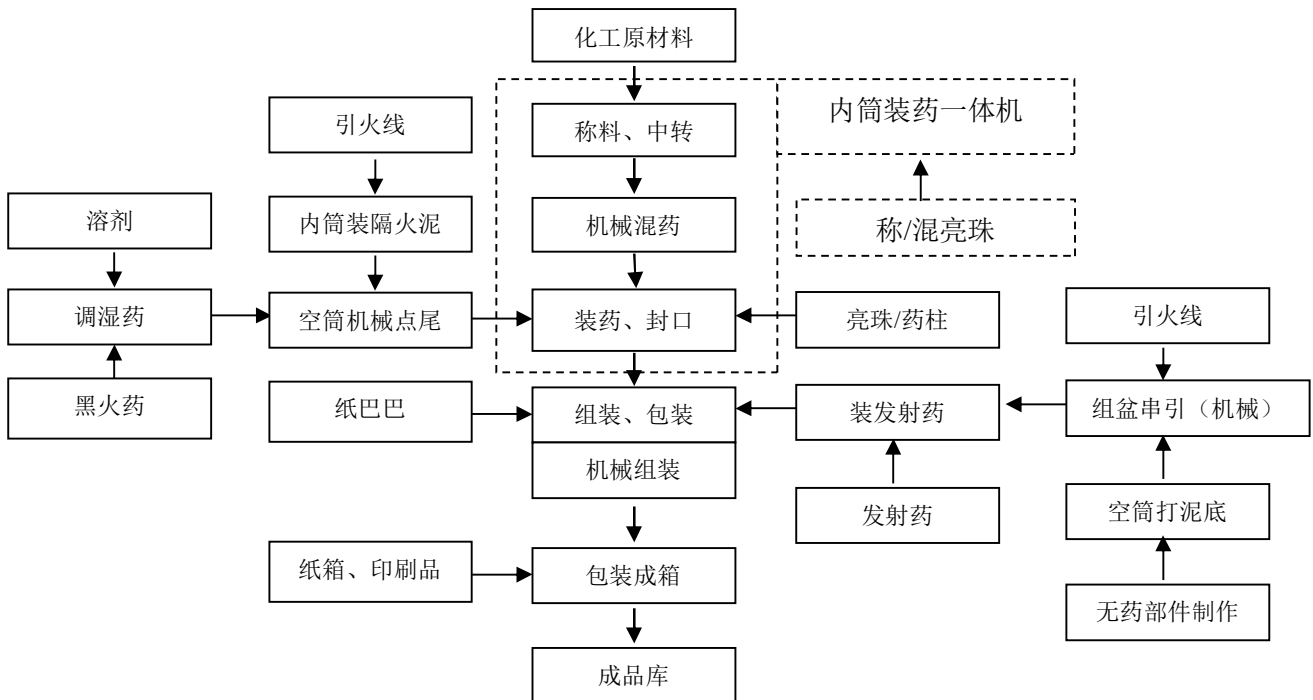 化工原材料
内筒装药一体机
引火线
称料、中转
溶剂
内筒装隔火泥
机械混药
称/混亮珠
调湿药
空筒机械点尾
装药、封口
亮珠/药柱
引火线
黑火药
纸巴巴
组装、包装
装发射药
组盆串引（机械）
机械组装
发射药
空筒打泥底
纸箱、印刷品
包装成箱
无药部件制作
成品库